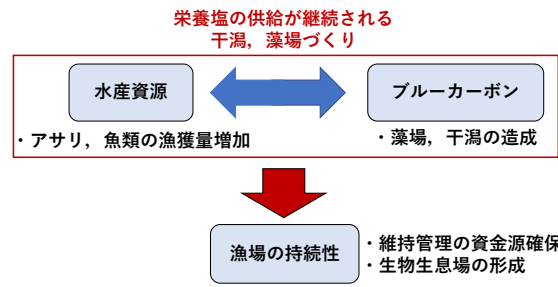 栄養塩の供給が継続される
干潟，藻場づくり
水産資源
ブルーカーボン
・アサリ，魚類の漁獲量増加
・藻場，干潟の造成
漁場の持続性
・維持管理の資金源確保
・生物生息場の形成